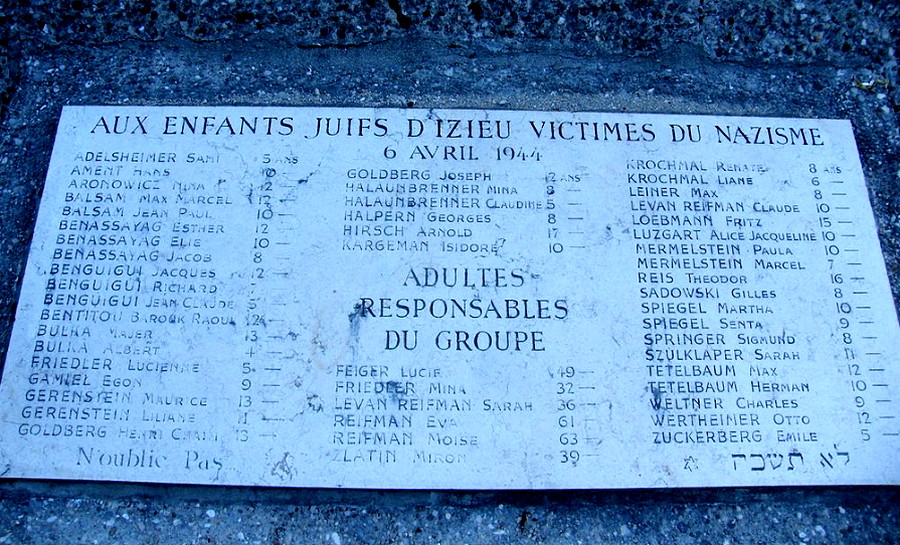 AUX ENFANTS JUIFS D'IZIEU VICTIMES DU NAZISME
6 AVRIL 1944
ADELSHEIMER SAMI 5 ANS
AMENT HANS 10 —
ARONOWICZ NINA 12 —
BALSAM MAX MARCEL 12 —
BALSAM JEAN PAUL 10 —
BENASSAYAG ESTHER 12 —
BENASSAYAG ELIE 10 —
BENASSAYAG JACOB 8 —
BENGUIGUI JACQUES 12 —
BENGUIGUI RICHARD 7 —
BENGUIGUI JEAN CLAUDE 5 —
BENTITOU BAROUK RAOUL 12 —
BULKA MAJER 13 —
BULKA ALBERT 4 —
FRIEDLER LUCIENNE 5 —
GAMIEL EGON 9 —
GERENSTEIN MAURICE 13 —
GERENSTEIN LILIANE 11 —
GOLDBERG HENRI CHAIM 13 —
N'oublie Pas
GOLDBERG JOSEPH 12 ANS
HALAUNBRENNER MINA 8 —
HALAUNBRENNER CLAUDINE 5 —
HALPERN GEORGES 8 —
HIRSCH ARNOLD 17 —
KARGEMAN ISIDORE 10 —
ADULTES
RESPONSABLES
DU GROUPE
FEIGER LUCIE 49 —
FRIEDLER MINA 32 —
LEVAN REIFMAN SARAH 36 —
REIFMAN EVA 61 —
REIFMAN MOISE 63 —
ZLATIN MIRON 39 —
KROCHMAL RENATE 8 ANS
KROCHMAL LIANE 6 —
LEINER MAX 8 —
LEVAN REIFMAN CLAUDE 10 —
LOEBMANN FRITZ 15 —
LUZGART ALICE JACQUELINE 10 —
MERMELSTEIN PAULA 10 —
MERMELSTEIN MARCEL 7 —
REIS THEODOR 16 —
SADOWSKI GILLES 8 —
SPIEGEL MARTHA 10 —
SPIEGEL SENTA 9 —
SPRINGER SIGMUND 8 —
SZULKLAPER SARAH 11 —
TETELBAUM MAX 12 —
TETELBAUM HERMAN 10 —
WELTNER CHARLES 9 —
WERTHEIMER OTTO 12 —
ZUCKERBERG EMILE 5 —
לא תשכח